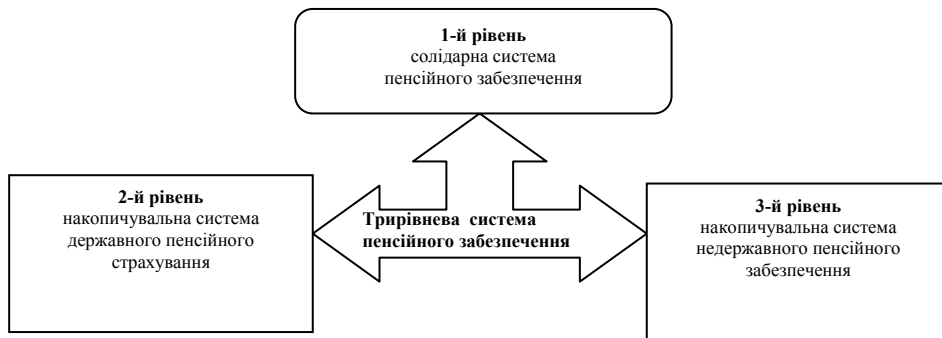 1-й рівень
солідарна система
пенсійного забезпечення
2-й рівень
накопичувальна система
державного пенсійного
страхування
Трирівнева система
пенсійного забезпечення
3-й рівень
накопичувальна система
недержавного пенсійного
забезпечення